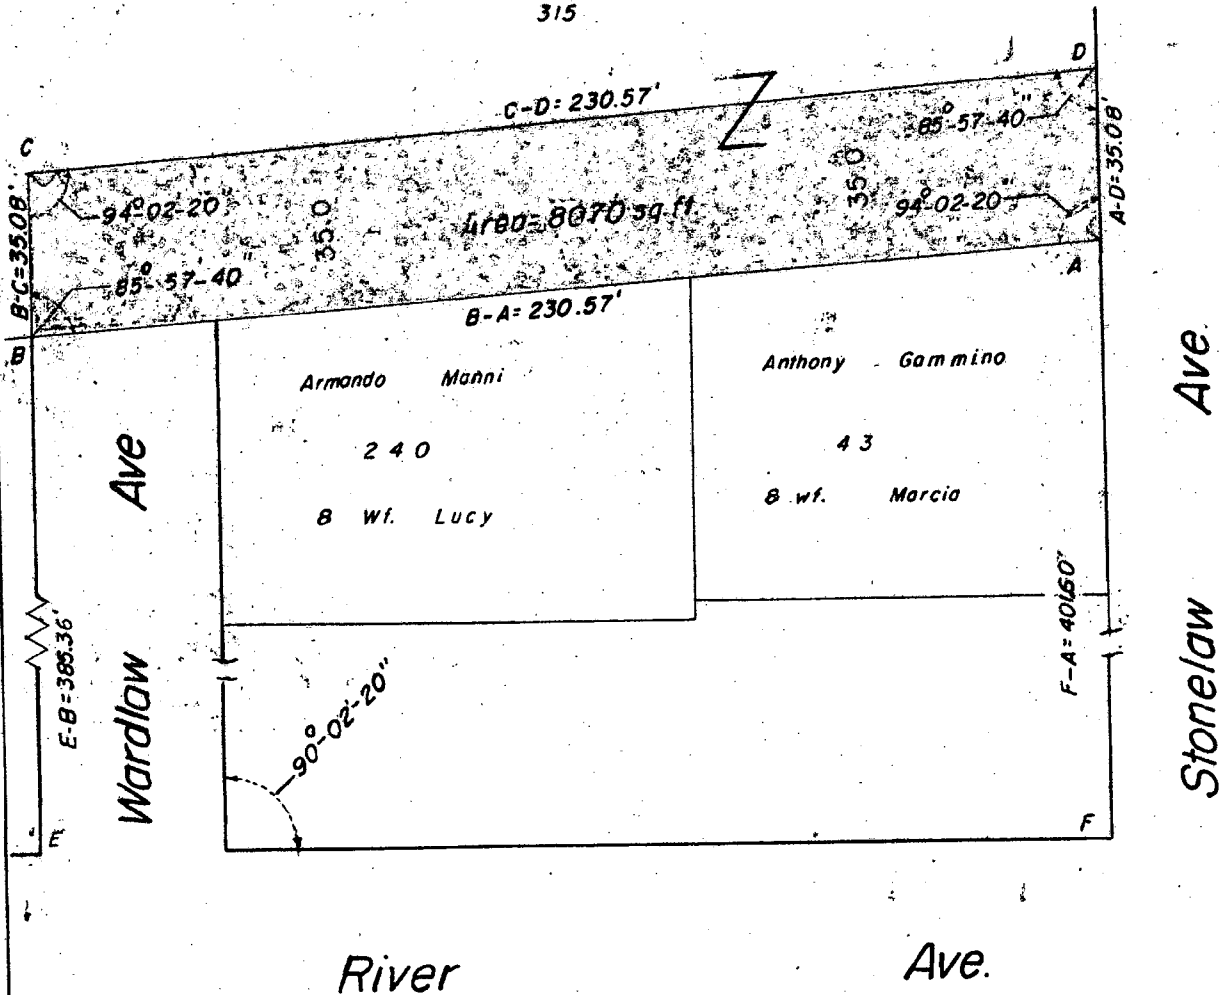 315
D
C-D= 230.57'
Z
85°-57-40"
C
A-D=35.08'
94°-02-20"
35.0
35.0
94°-02-20"
Area=8070 sq ft
B-C=35.08'
85°-57-40"
A
B-A= 230.57'
B
Armando Manni
Anthony Gammino
240
43
8 Wf. Lucy
8 wf. Marcia
Wardlaw Ave
Stonelaw Ave.
E-B=385.36'
F-A=401.60'
90°-02'-20"
E
F
River Ave.